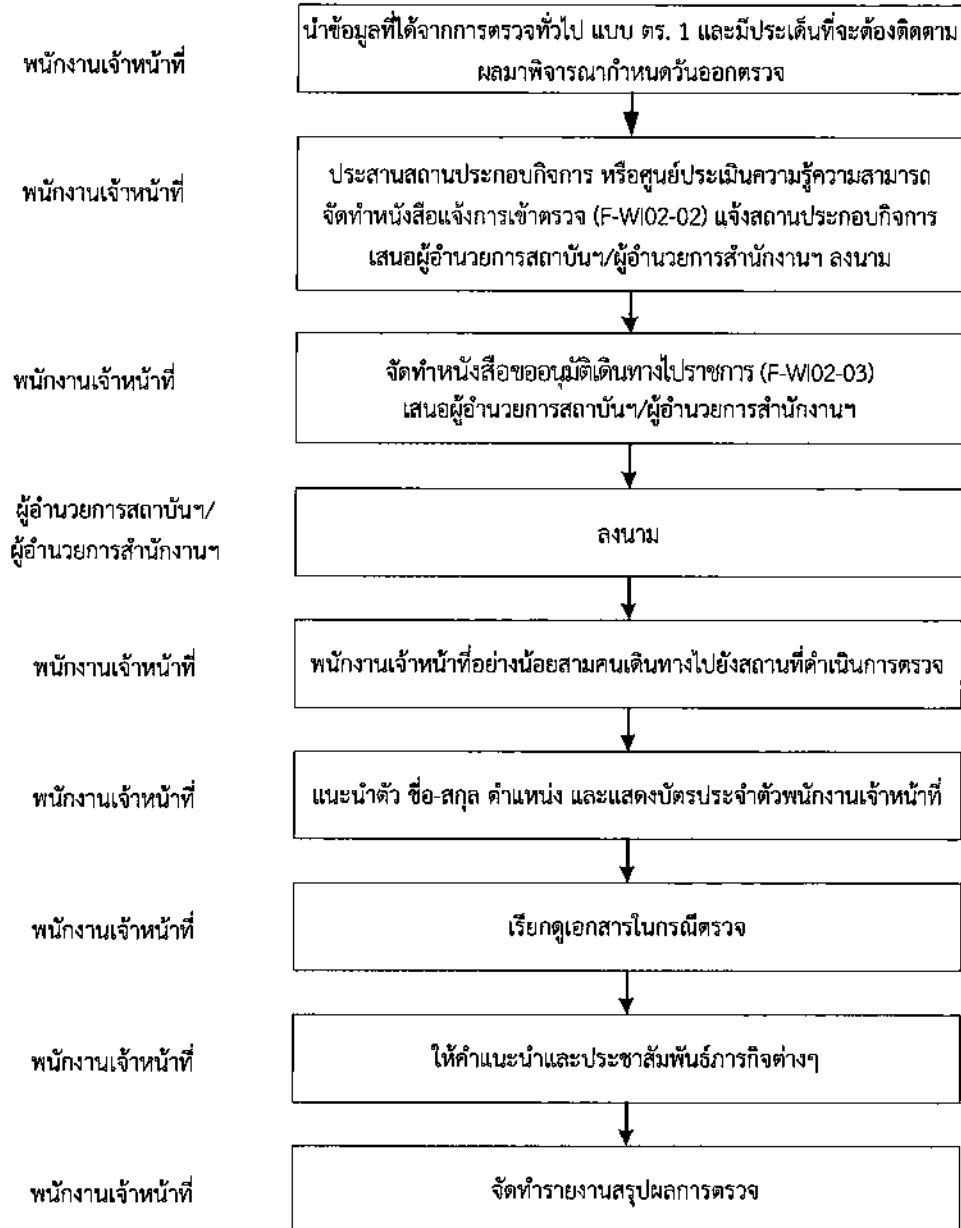 นำข้อมูลที่ได้จากการตรวจทั่วไป แบบ ตร. 1 และมีประเด็นที่จะต้องติดตาม
พนักงานเจ้าหน้าที่
ผลมาพิจารณากำหนดวันออกตรวจ
พนักงานเจ้าหน้าที่
ประสานสถานประกอบกิจการ หรือศูนย์ประเมินความรู้ความสามารถ
จัดทำหนังสือแจ้งการเข้าตรวจ (F-WI02-02) แจ้งสถานประกอบกิจการ
เสนอผู้อำนวยการสถาบันฯ/ผู้อำนวยการสำนักงานฯ ลงนาม
พนักงานเจ้าหน้าที่
จัดทำหนังสือขออนุมัติเดินทางไปราชการ (F-WI02-03)
เสนอผู้อำนวยการสถาบันฯ/ผู้อำนวยการสำนักงานฯ
ผู้อำนวยการสถาบันฯ/
ผู้อำนวยการสำนักงานฯ
ลงนาม
พนักงานเจ้าหน้าที่
พนักงานเจ้าหน้าที่อย่างน้อยสามคนเดินทางไปยังสถานที่ดำเนินการตรวจ
พนักงานเจ้าหน้าที่
แนะนำตัว ชื่อ-สกุล ตำแหน่ง และแสดงบัตรประจำตัวพนักงานเจ้าหน้าที่
พนักงานเจ้าหน้าที่
เรียกดูเอกสารในกรณีตรวจ
พนักงานเจ้าหน้าที่
ให้คำแนะนำและประชาสัมพันธ์ภารกิจต่างๆ
พนักงานเจ้าหน้าที่
จัดทำรายงานสรุปผลการตรวจ